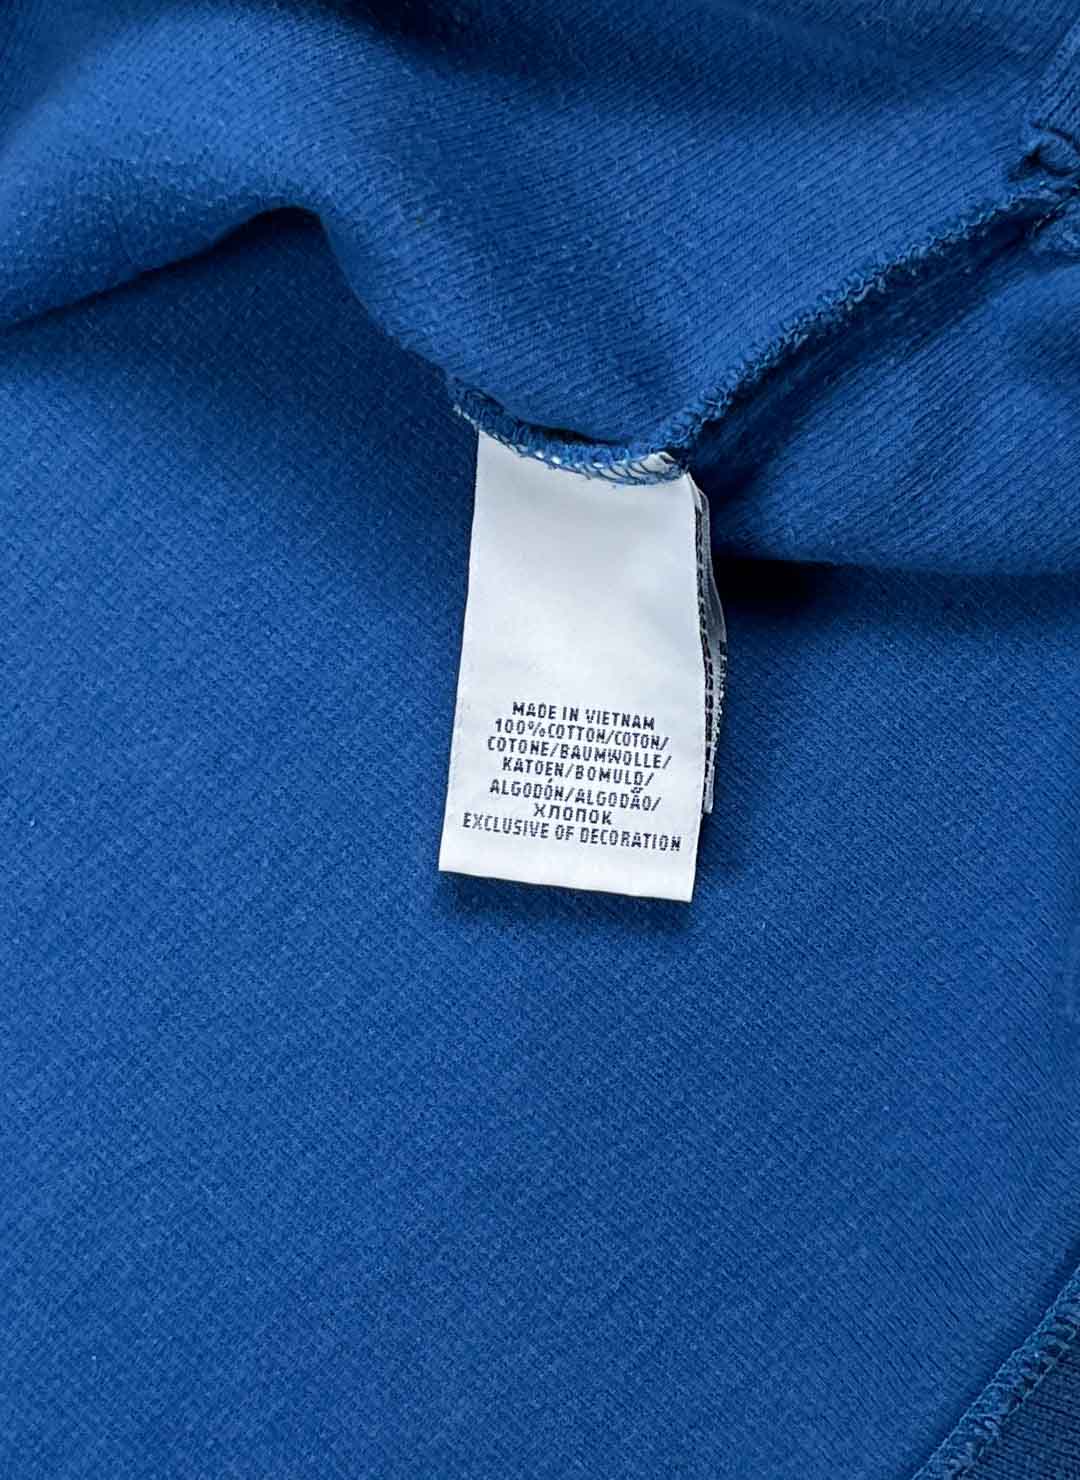 MADE IN VIETNAM
100%COTTON/COTON/
COTONE/BAUMWOLLE/
KATOEN/BOMULD/
ALGODÓN/ALGODÃO/
ХЛОПОК
EXCLUSIVE OF DECORATION